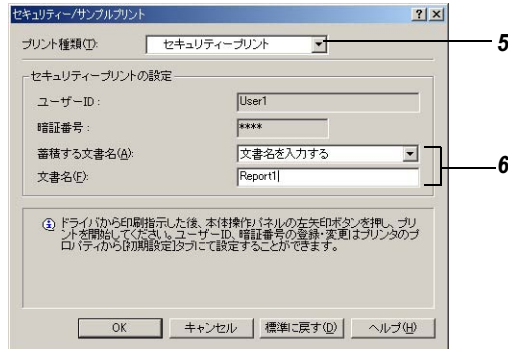 セキュリティー/サンプルプリント
プリント種類(T): セキュリティープリント 5
セキュリティープリントの設定
ユーザーID: User1
暗証番号: ****
蓄積する文書名(A): 文書名を入力する
文書名(F): Report1
6
ドライバから印刷指示した後、本体操作パネルの左矢印ボタンを押し、プリ
ントを開始してください。ユーザーID、暗証番号の登録・変更はプリンタのプ
ロパティから[初期設定]タブにて設定することができます。
OK キャンセル 標準に戻す(D) ヘルプ(H)